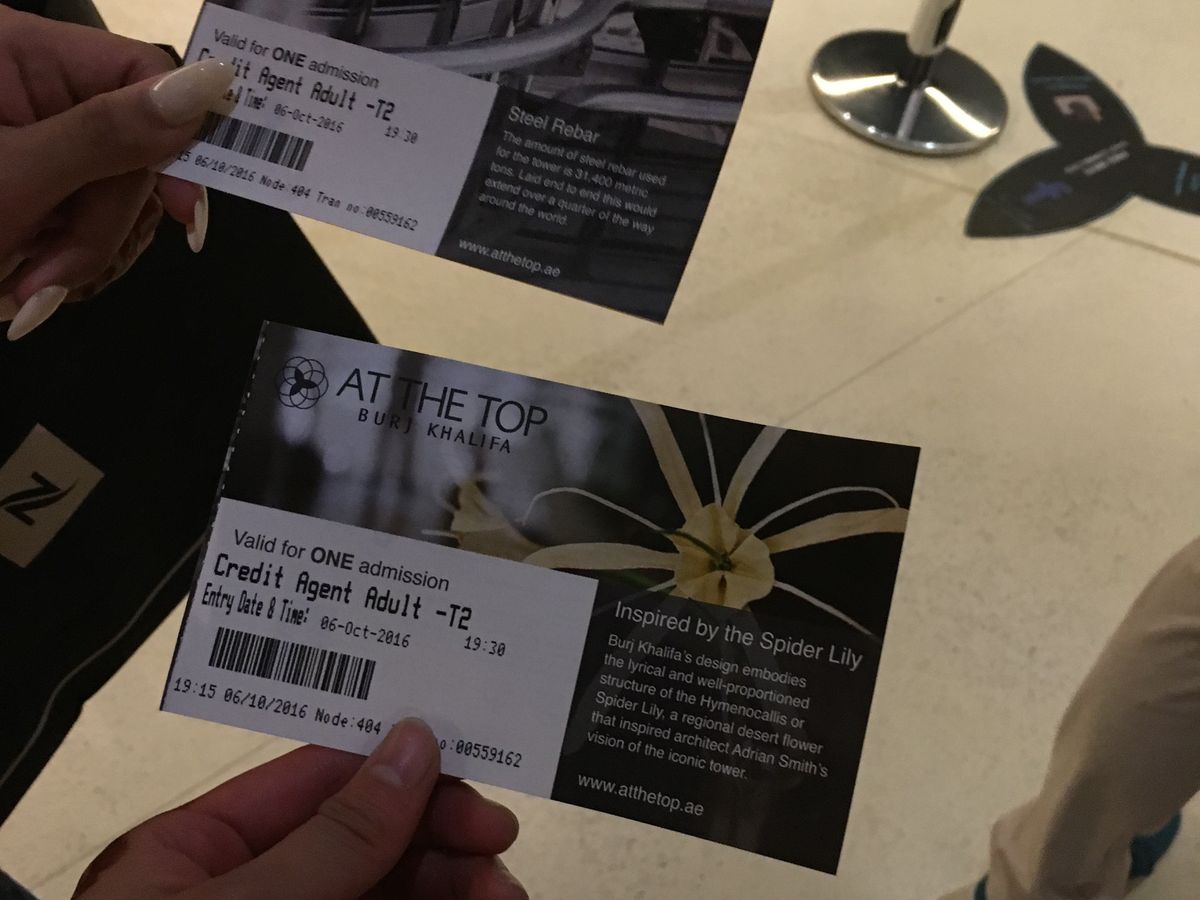 Valid for ONE admission
Credit Agent Adult -T2
06-Oct-2016 19:30
06/10/2016 Node:404 Tran no:00559162
Steel Rebar
The amount of steel rebar used
for the tower is 31,400 metric
tons. Laid end to end this would
extend over a quarter of the way
around the world.
www.atthetop.ae
AT THE TOP
BURJ KHALIFA
Valid for ONE admission
Credit Agent Adult -T2
Entry Date & Time: 06-Oct-2016 19:30
19:15 06/10/2016 Node:404 no:00559162
Inspired by the Spider Lily
Burj Khalifa's design embodies
the lyrical and well-proportioned
structure of the Hymenocallis or
Spider Lily, a regional desert flower
that inspired architect Adrian Smith's
vision of the iconic tower.
www.atthetop.ae